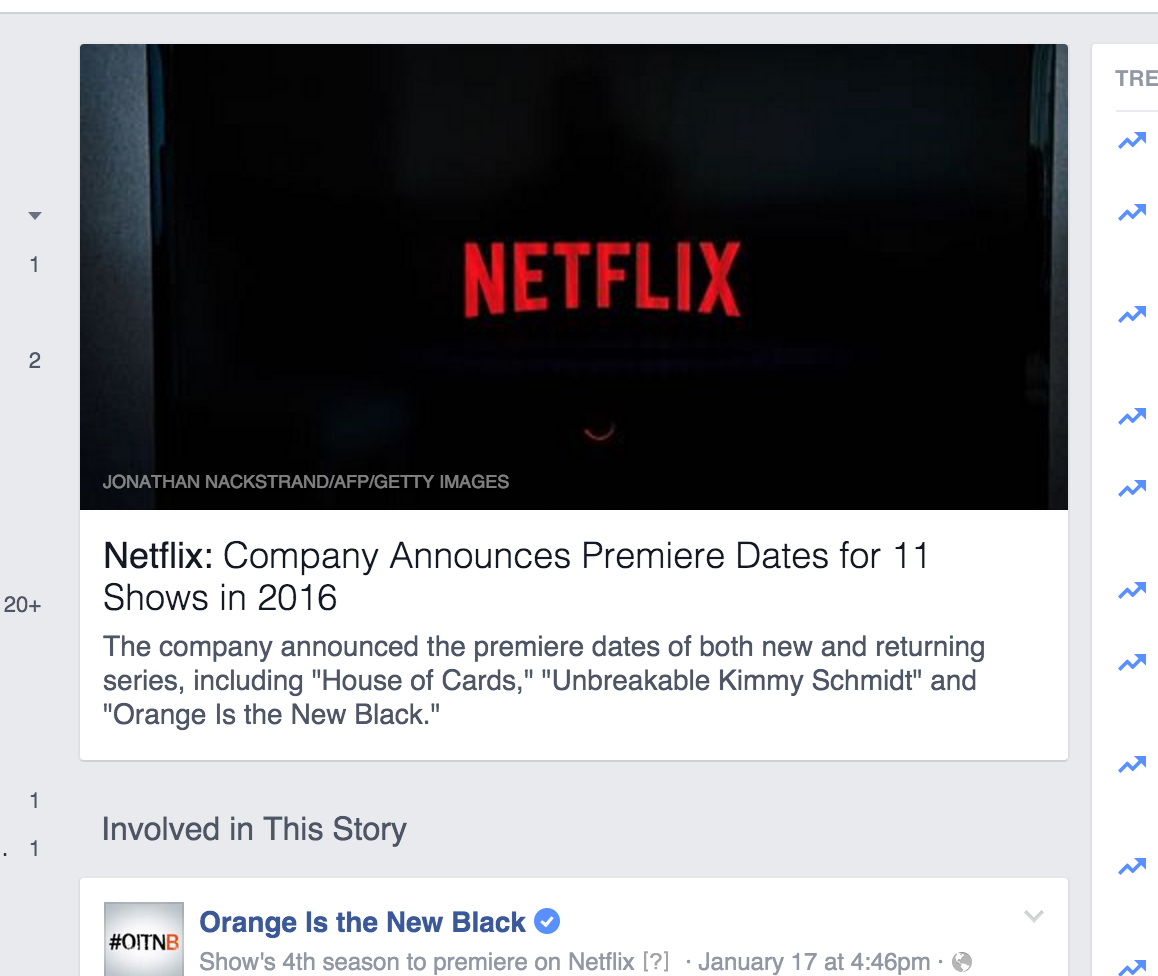 TRE
1
2
20+
1
. 1
NETFLIX
JONATHAN NACKSTRAND/AFP/GETTY IMAGES
Netflix: Company Announces Premiere Dates for 11
Shows in 2016
The company announced the premiere dates of both new and returning
series, including "House of Cards," "Unbreakable Kimmy Schmidt" and
"Orange Is the New Black."
Involved in This Story
#OITNB
Orange Is the New Black
Show's 4th season to premiere on Netflix [?] · January 17 at 4:46pm ·